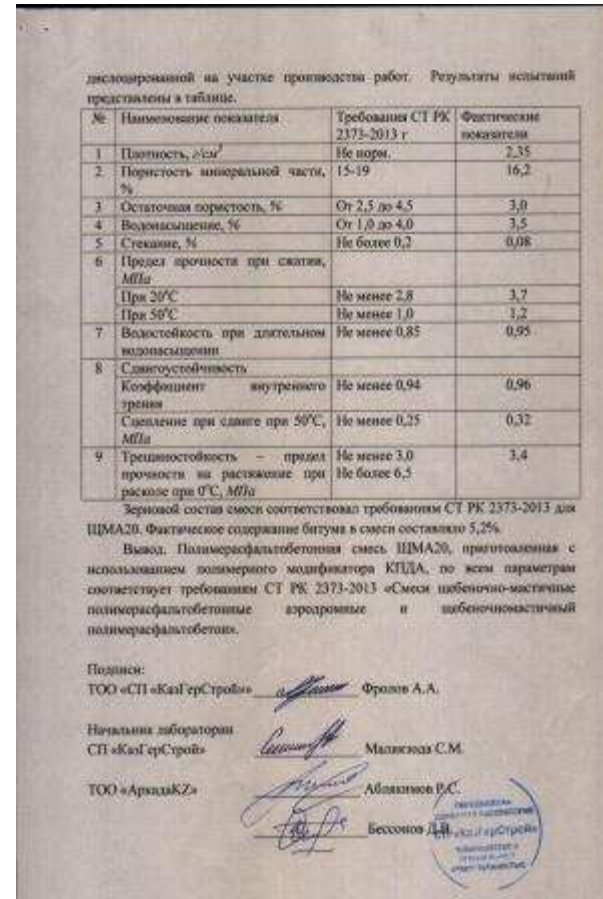 дислоцированной на участке производства работ. Результаты испытаний
представлены в таблице.
№ Наименование показателя Требования СТ РК 2373-2013 г Фактические показатели
1 Плотность, г/см³ Не норм. 2,35
2 Пористость минеральной части, % 15-19 16,2
3 Остаточная пористость, % От 2,5 до 4,5 3,0
4 Водонасыщение, % От 1,0 до 4,0 3,5
5 Стекание, % Не более 0,2 0,08
6 Предел прочности при сжатии, МПа
При 20°С Не менее 2,8 3,7
При 50°С Не менее 1,0 1,2
7 Водостойкость при длительном водонасыщении Не менее 0,85 0,95
8 Сдвигоустойчивость
Коэффициент внутреннего трения Не менее 0,94 0,96
Сцепление при сдвиге при 50°С, МПа Не менее 0,25 0,32
9 Трещиностойкость – предел прочности на растяжение при расколе при 0°С, МПа Не менее 3,0 Не более 6,5 3,4
Зерновой состав смеси соответствовал требованиям СТ РК 2373-2013 для
ЩМА20. Фактическое содержание битума в смеси составляло 5,2%.
Вывод. Полимерасфальтобетонная смесь ЩМА20, приготовленная с
использованием полимерного модификатора КПДА, по всем параметрам
соответствует требованиям СТ РК 2373-2013 «Смеси щебеночно-мастичные
полимерасфальтобетонные аэродромные и щебеночномастичный
полимерасфальтобетон».
Подписи:
ТОО «СП «КазГерСтрой»» Фролов А.А.
Начальник лаборатории
СП «КазГерСтрой» Маликзода С.М.
ТОО «АркадаKZ» Аблякимов Р.С.
Бессонов Д.В.
«КазГерСтрой»